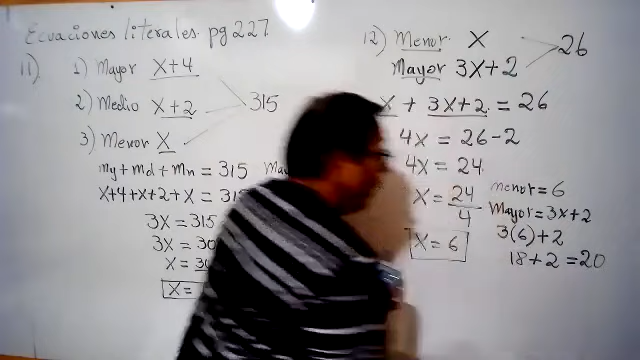 Ecuaciones literales pg 227
11)
1) Mayor X+4
2) Medio X+2
3) Menor X
315
my + md + mn = 315
X+4+X+2+X = 31
3X = 315
3X = 30
X = 
X =
12) Menor X
Mayor 3X+2
26
X + 3X+2 = 26
4X = 26-2
4X = 24
X = 24
4
X = 6
menor = 6
Mayor = 3X+2
3(6)+2
18+2 = 20